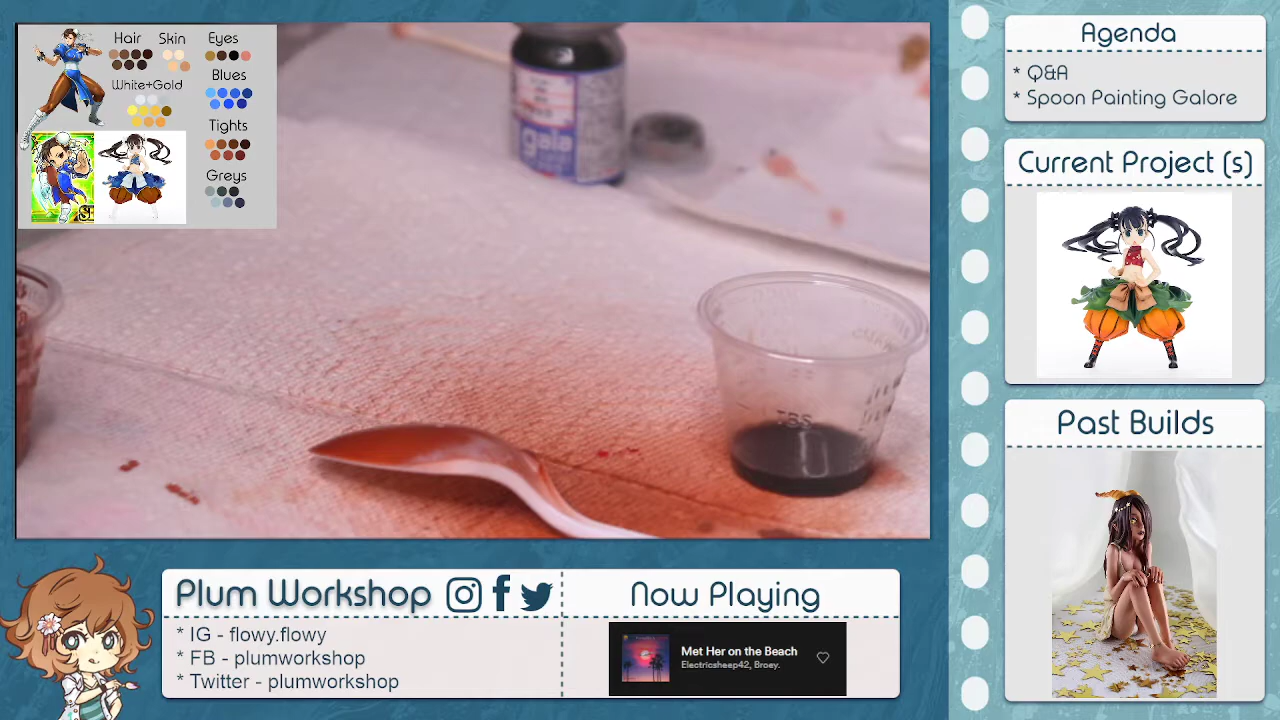 Hair Skin Eyes
White+Gold
Blues
Tights
Greys
gaia
TBS
Agenda
* Q&A
* Spoon Painting Galore
Current Project (s)
Past Builds
Plum Workshop
* IG - flowy.flowy
* FB - plumworkshop
* Twitter - plumworkshop
Now Playing
Met Her on the Beach
Electricsheep42, Broey.